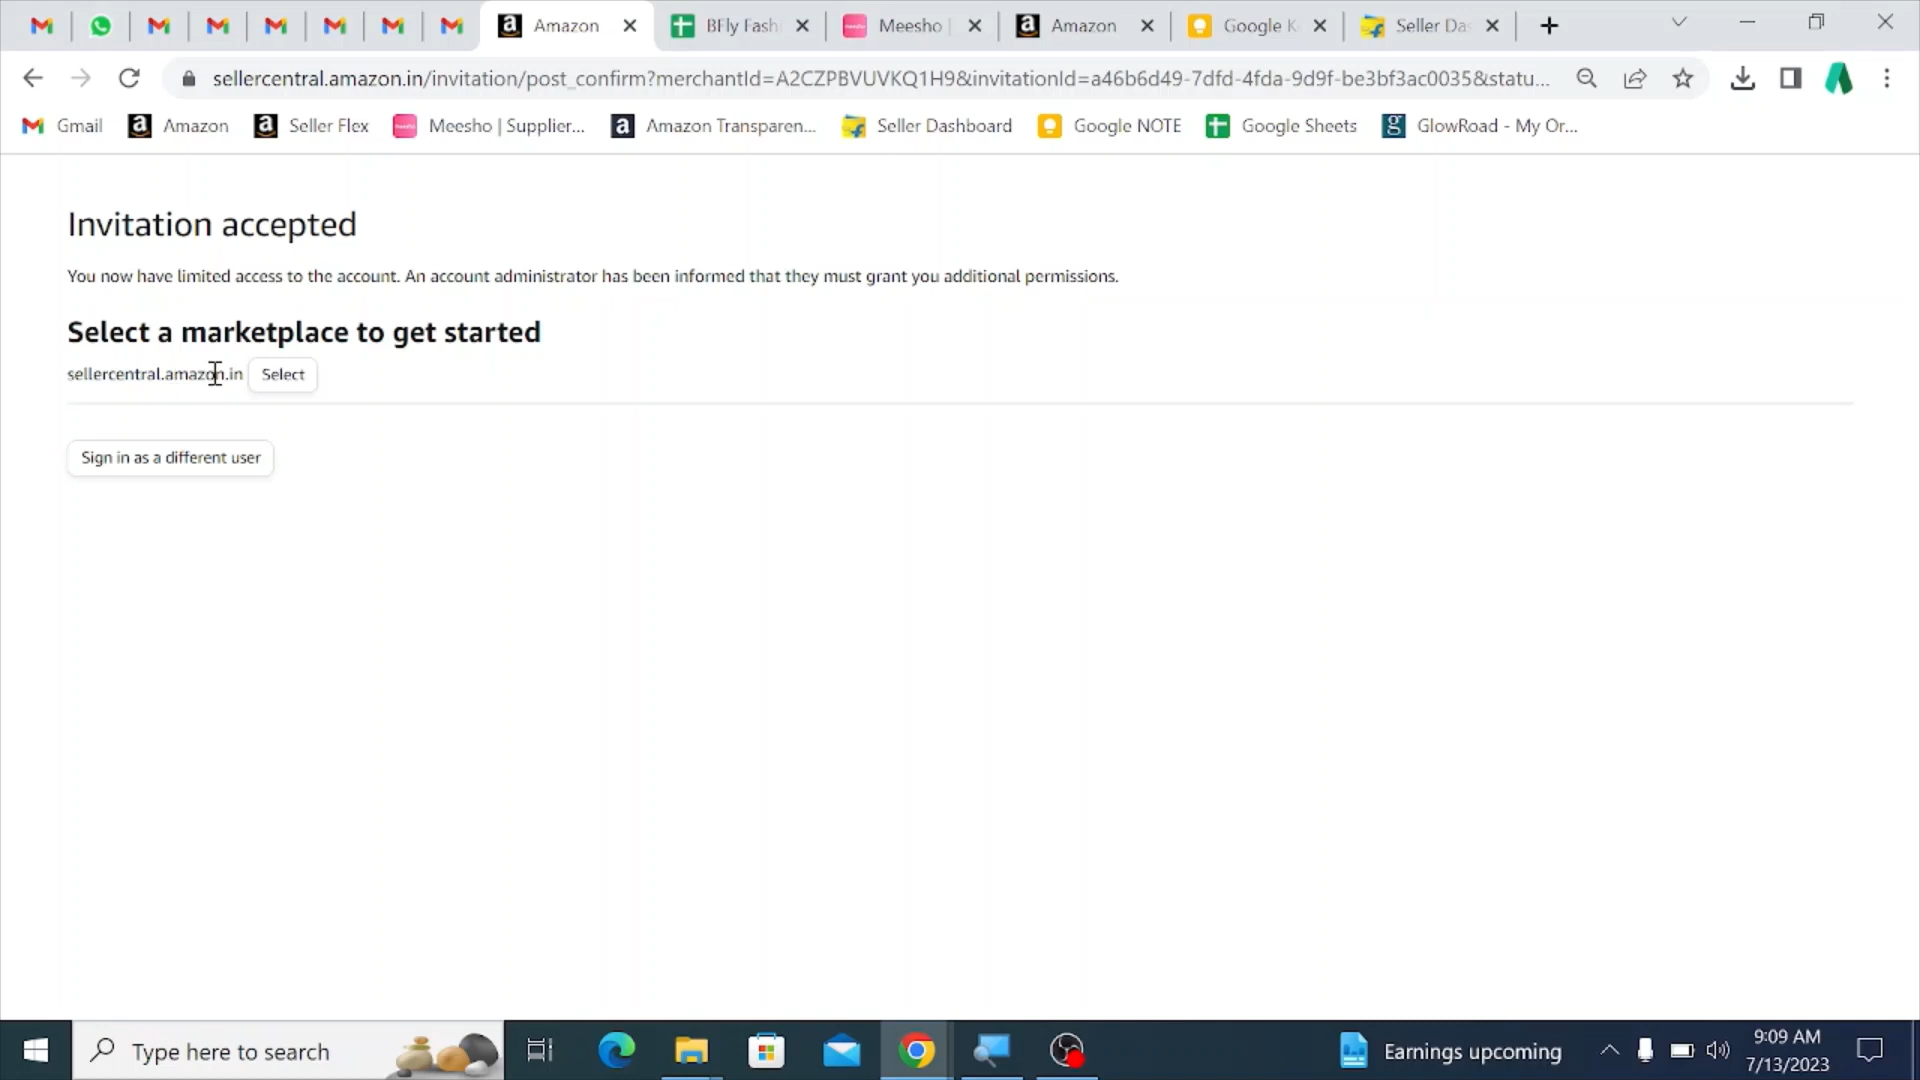 Amazon
BFly Fash
Meesho |
Amazon
Google K
Seller Das
sellercentral.amazon.in/invitation/post_confirm?merchantId=A2CZPBVUVKQ1H9&invitationId=a46b6d49-7dfd-4fda-9d9f-be3bf3ac0035&statu...
Gmail
Amazon
Seller Flex
Meesho | Supplier...
Amazon Transparen...
Seller Dashboard
Google NOTE
Google Sheets
GlowRoad - My Or...
Invitation accepted
You now have limited access to the account. An account administrator has been informed that they must grant you additional permissions.
Select a marketplace to get started
sellercentral.amazon.in Select
Sign in as a different user
Type here to search
Earnings upcoming
9:09 AM
7/13/2023